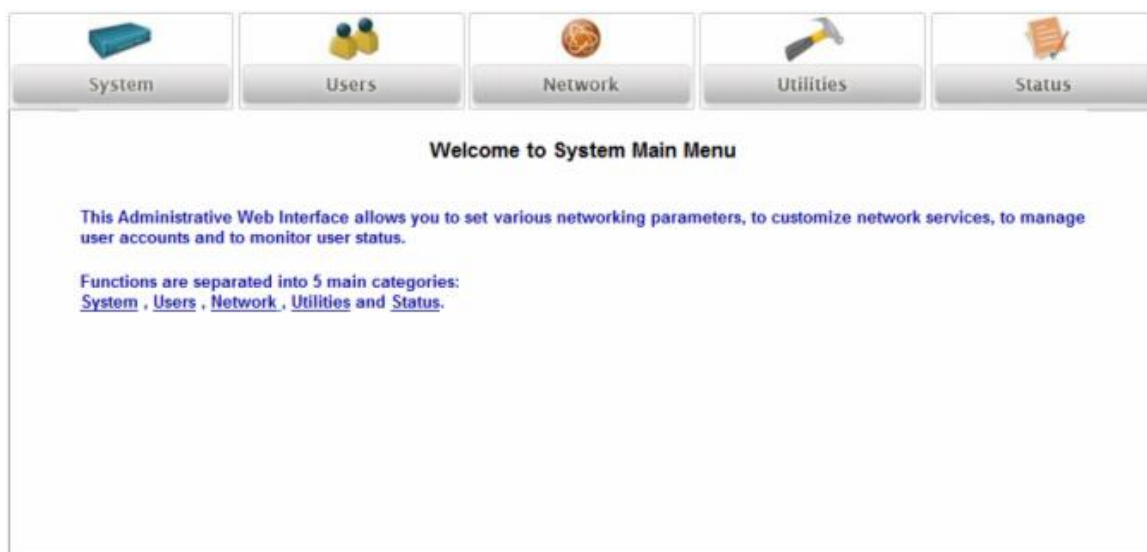 System Users Network Utilities Status
Welcome to System Main Menu
This Administrative Web Interface allows you to set various networking parameters, to customize network services, to manage
user accounts and to monitor user status.
Functions are separated into 5 main categories:
System , Users , Network , Utilities and Status.